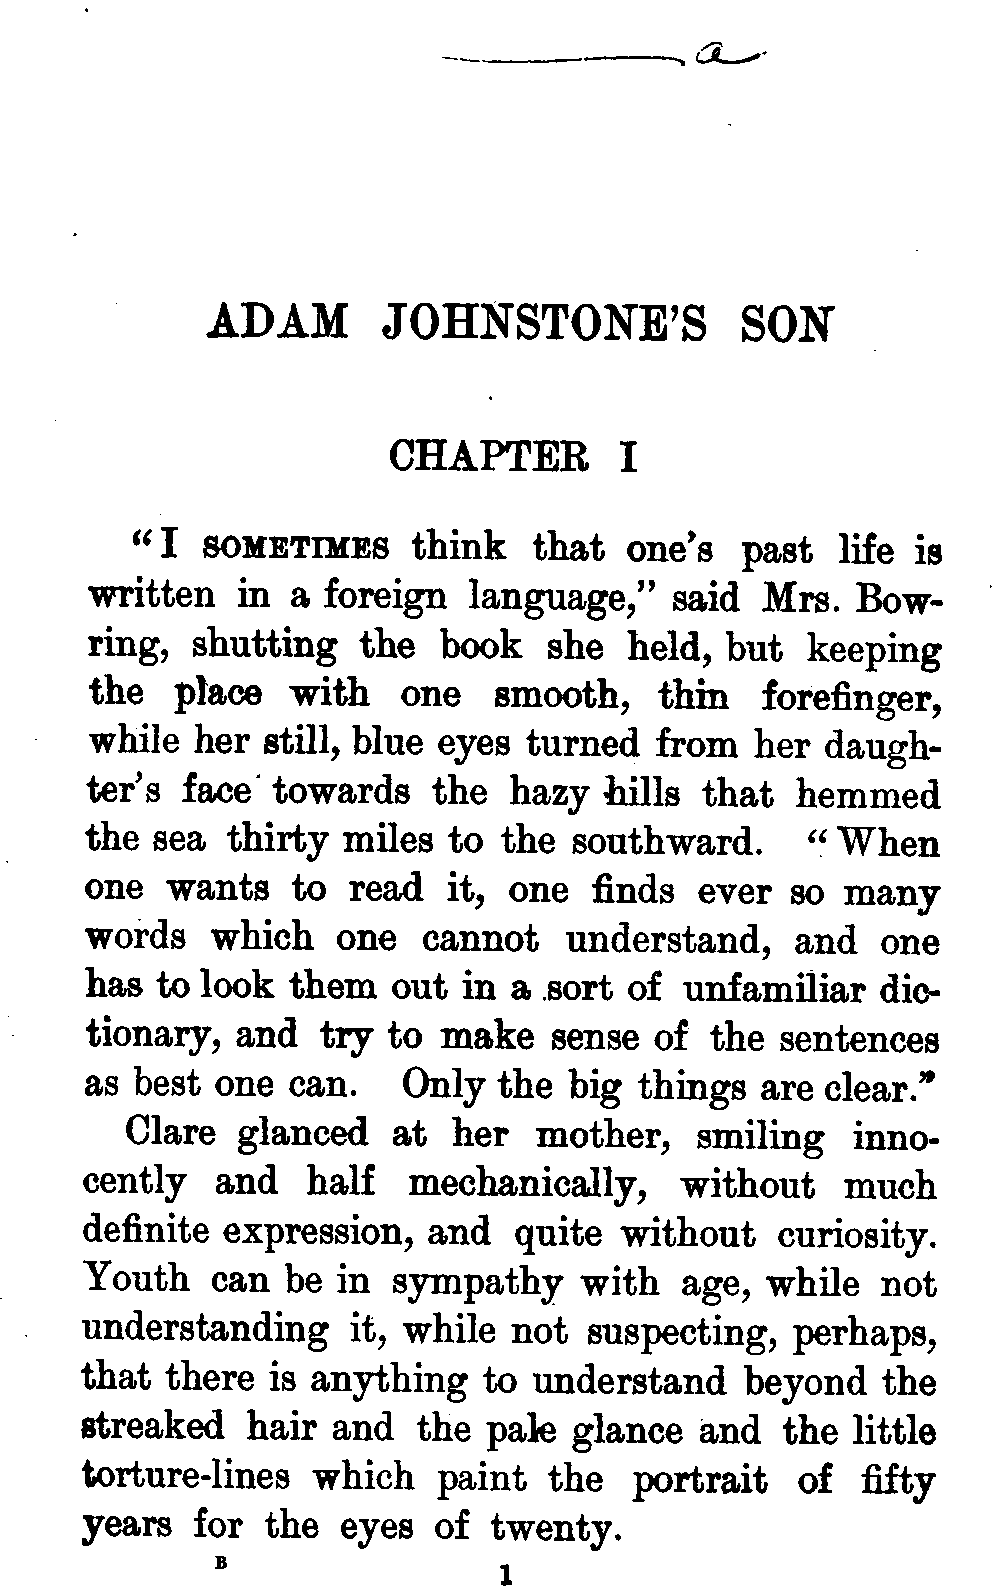 a
ADAM JOHNSTONE'S SON
CHAPTER I
"I SOMETIMES think that one's past life is
written in a foreign language," said Mrs. Bow-
ring, shutting the book she held, but keeping
the place with one smooth, thin forefinger,
while her still, blue eyes turned from her daugh-
ter's face towards the hazy hills that hemmed
the sea thirty miles to the southward. "When
one wants to read it, one finds ever so many
words which one cannot understand, and one
has to look them out in a sort of unfamiliar dic-
tionary, and try to make sense of the sentences
as best one can. Only the big things are clear."
Clare glanced at her mother, smiling inno-
cently and half mechanically, without much
definite expression, and quite without curiosity.
Youth can be in sympathy with age, while not
understanding it, while not suspecting, perhaps,
that there is anything to understand beyond the
streaked hair and the pale glance and the little
torture-lines which paint the portrait of fifty
years for the eyes of twenty.
B 1